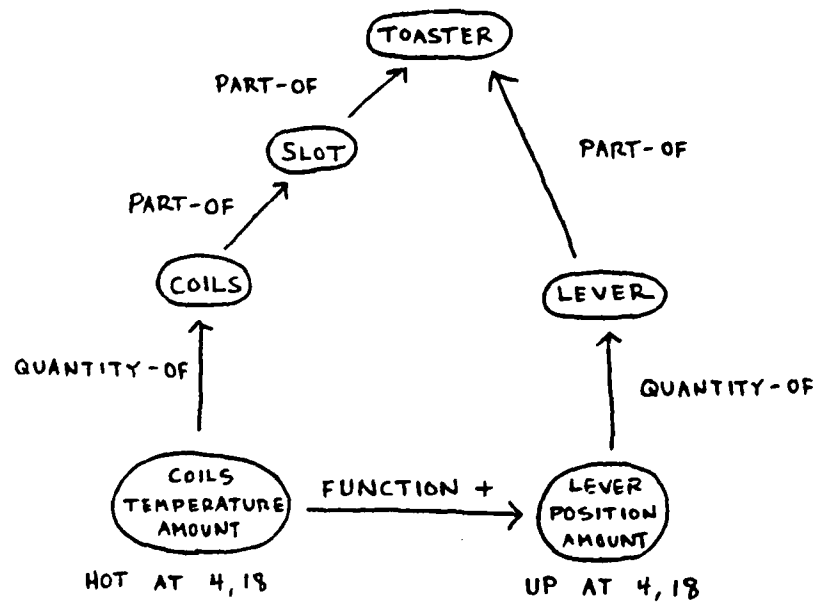 TOASTER
PART-OF
SLOT
PART-OF
PART-OF
COILS
LEVER
QUANTITY-OF
QUANTITY-OF
COILS
TEMPERATURE
AMOUNT
FUNCTION +
LEVER
POSITION
AMOUNT
HOT AT 4,18
UP AT 4,18